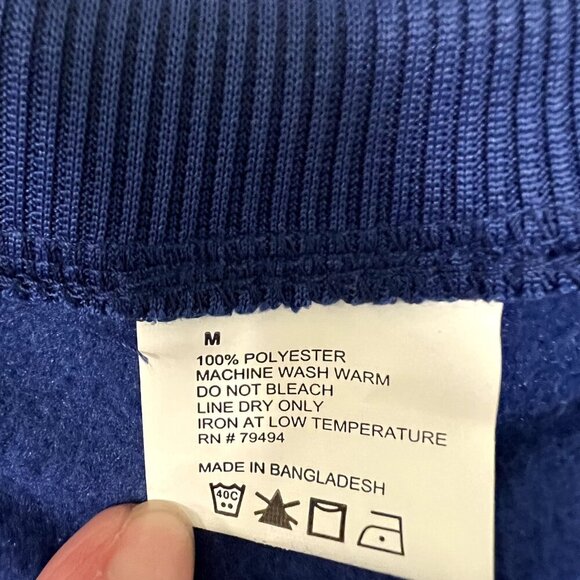 M
100% POLYESTER
MACHINE WASH WARM
DO NOT BLEACH
LINE DRY ONLY
IRON AT LOW TEMPERATURE
RN # 79494
MADE IN BANGLADESH
40C